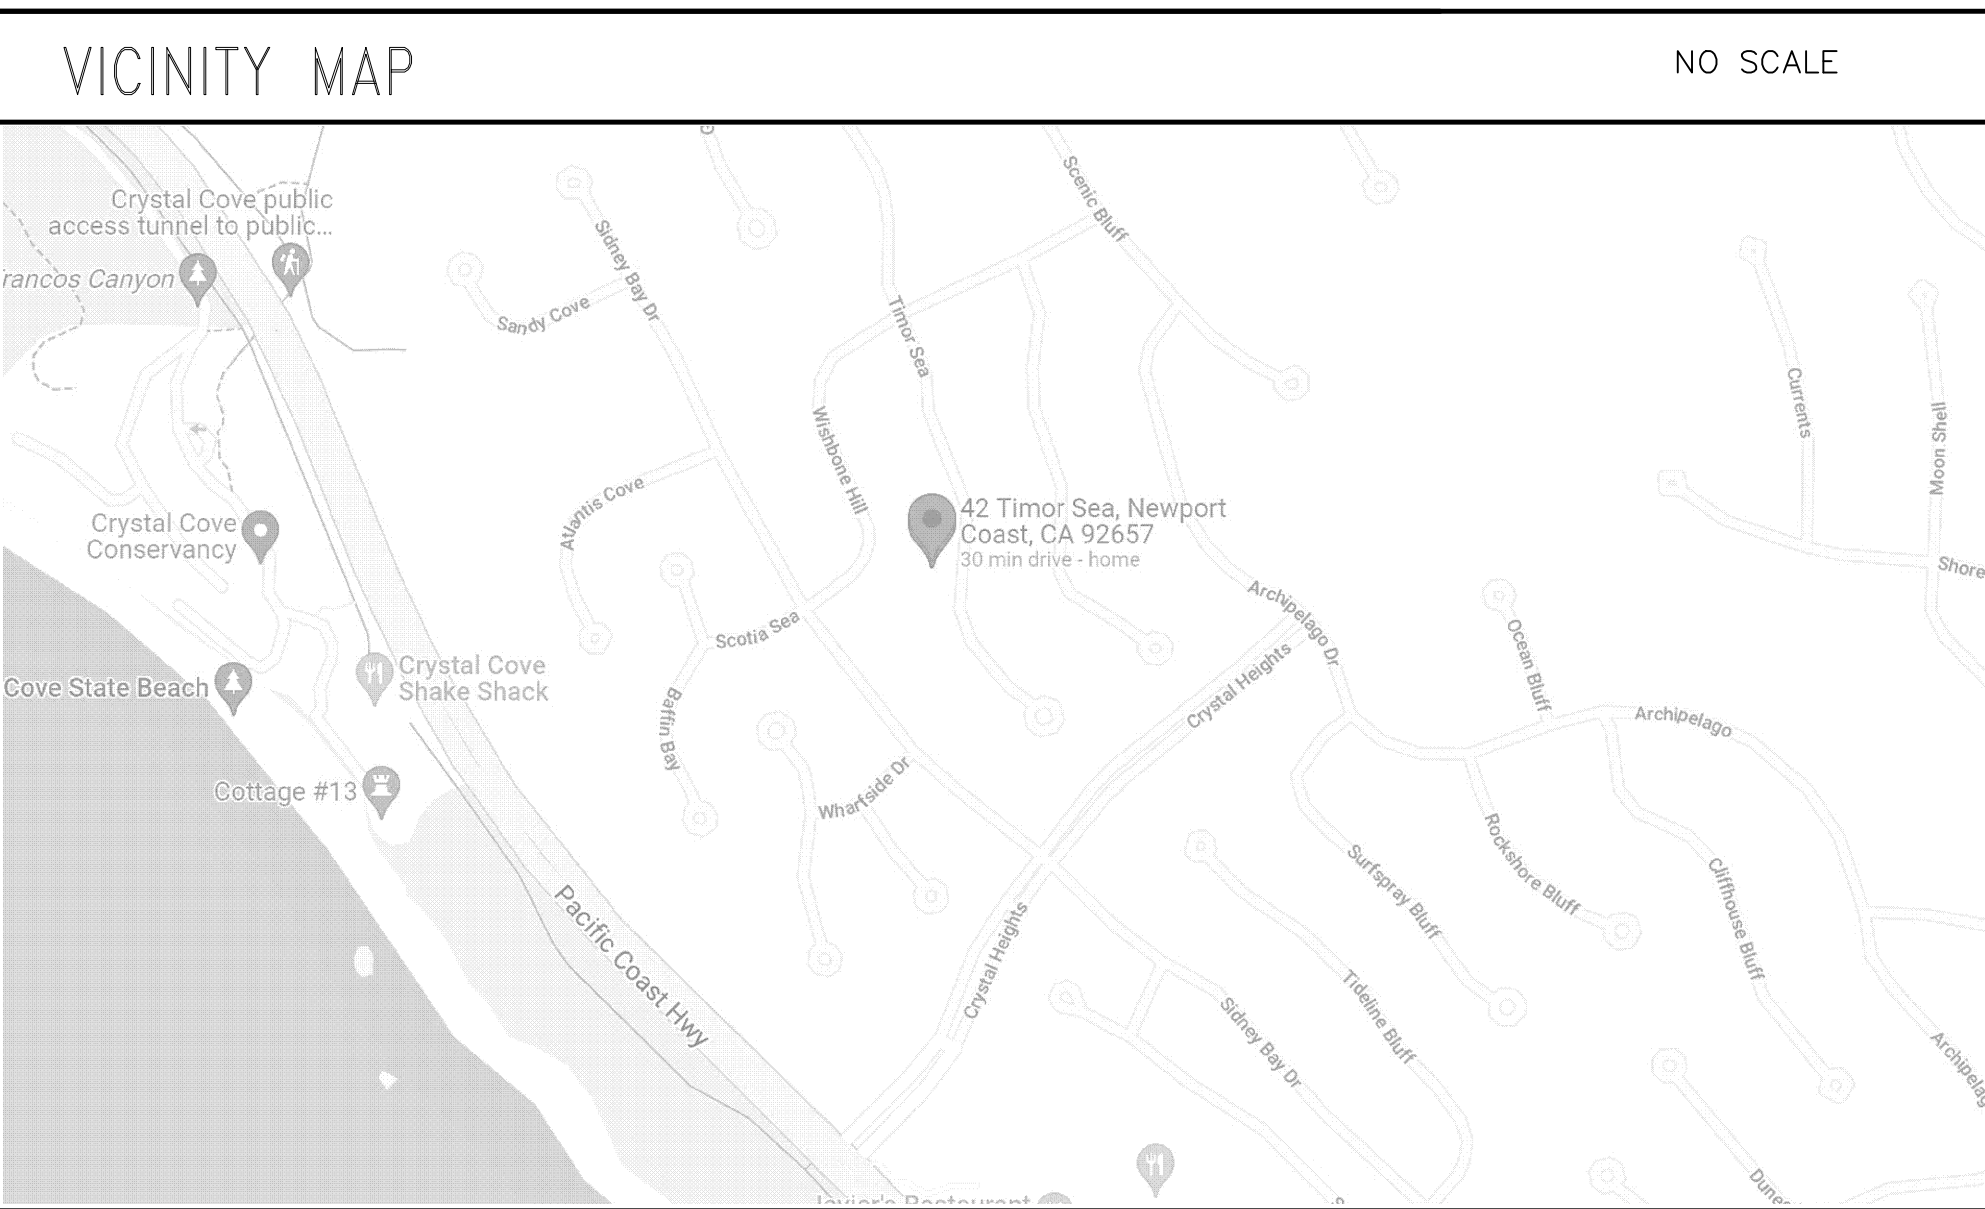 VICINITY MAP
NO SCALE
Scenic Bluff
Crystal Cove public
access tunnel to public...
rancos Canyon
Sidney Bay Dr
Sandy Cove
Timor Sea
Currents
Moon Shell
Wishbone Hill
Atlantis Cove
42 Timor Sea, Newport
Coast, CA 92657
30 min drive - home
Crystal Cove
Conservancy
Shore
Archipelago Dr
Scotia Sea
Ocean Bluff
Crystal Heights
Crystal Cove
Shake Shack
Cove State Beach
Baffin Bay
Archipelago
Wharfside Dr
Cottage #13
Rockshore Bluff
Surfspray Bluff
Cliffhouse Bluff
Pacific Coast Hwy
Crystal Heights
Tideline Bluff
Sidney Bay Dr
Archipelag
Dunes
Javier's Restaurant